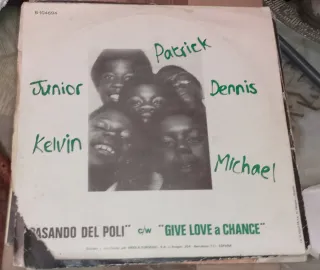 Patrick
Junior
Dennis
Kelvin
Michael
PASANDO DEL POLI" c/w "GIVE LOVE a CHANCE"